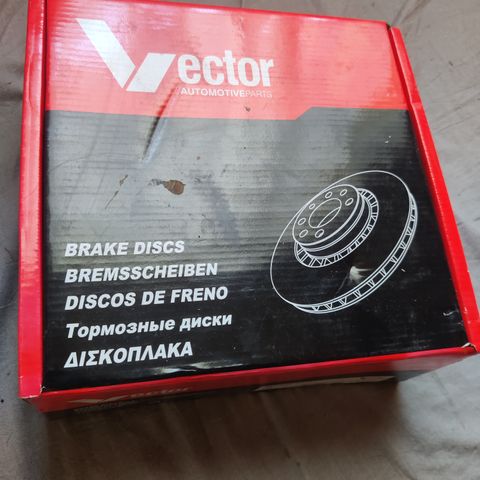 Vector
AUTOMOTIVEPARTS
BRAKE DISCS
BREMSSCHEIBEN
DISCOS DE FRENO
Тормозные диски
ΔΙΣΚΟΠΛΑΚΑ